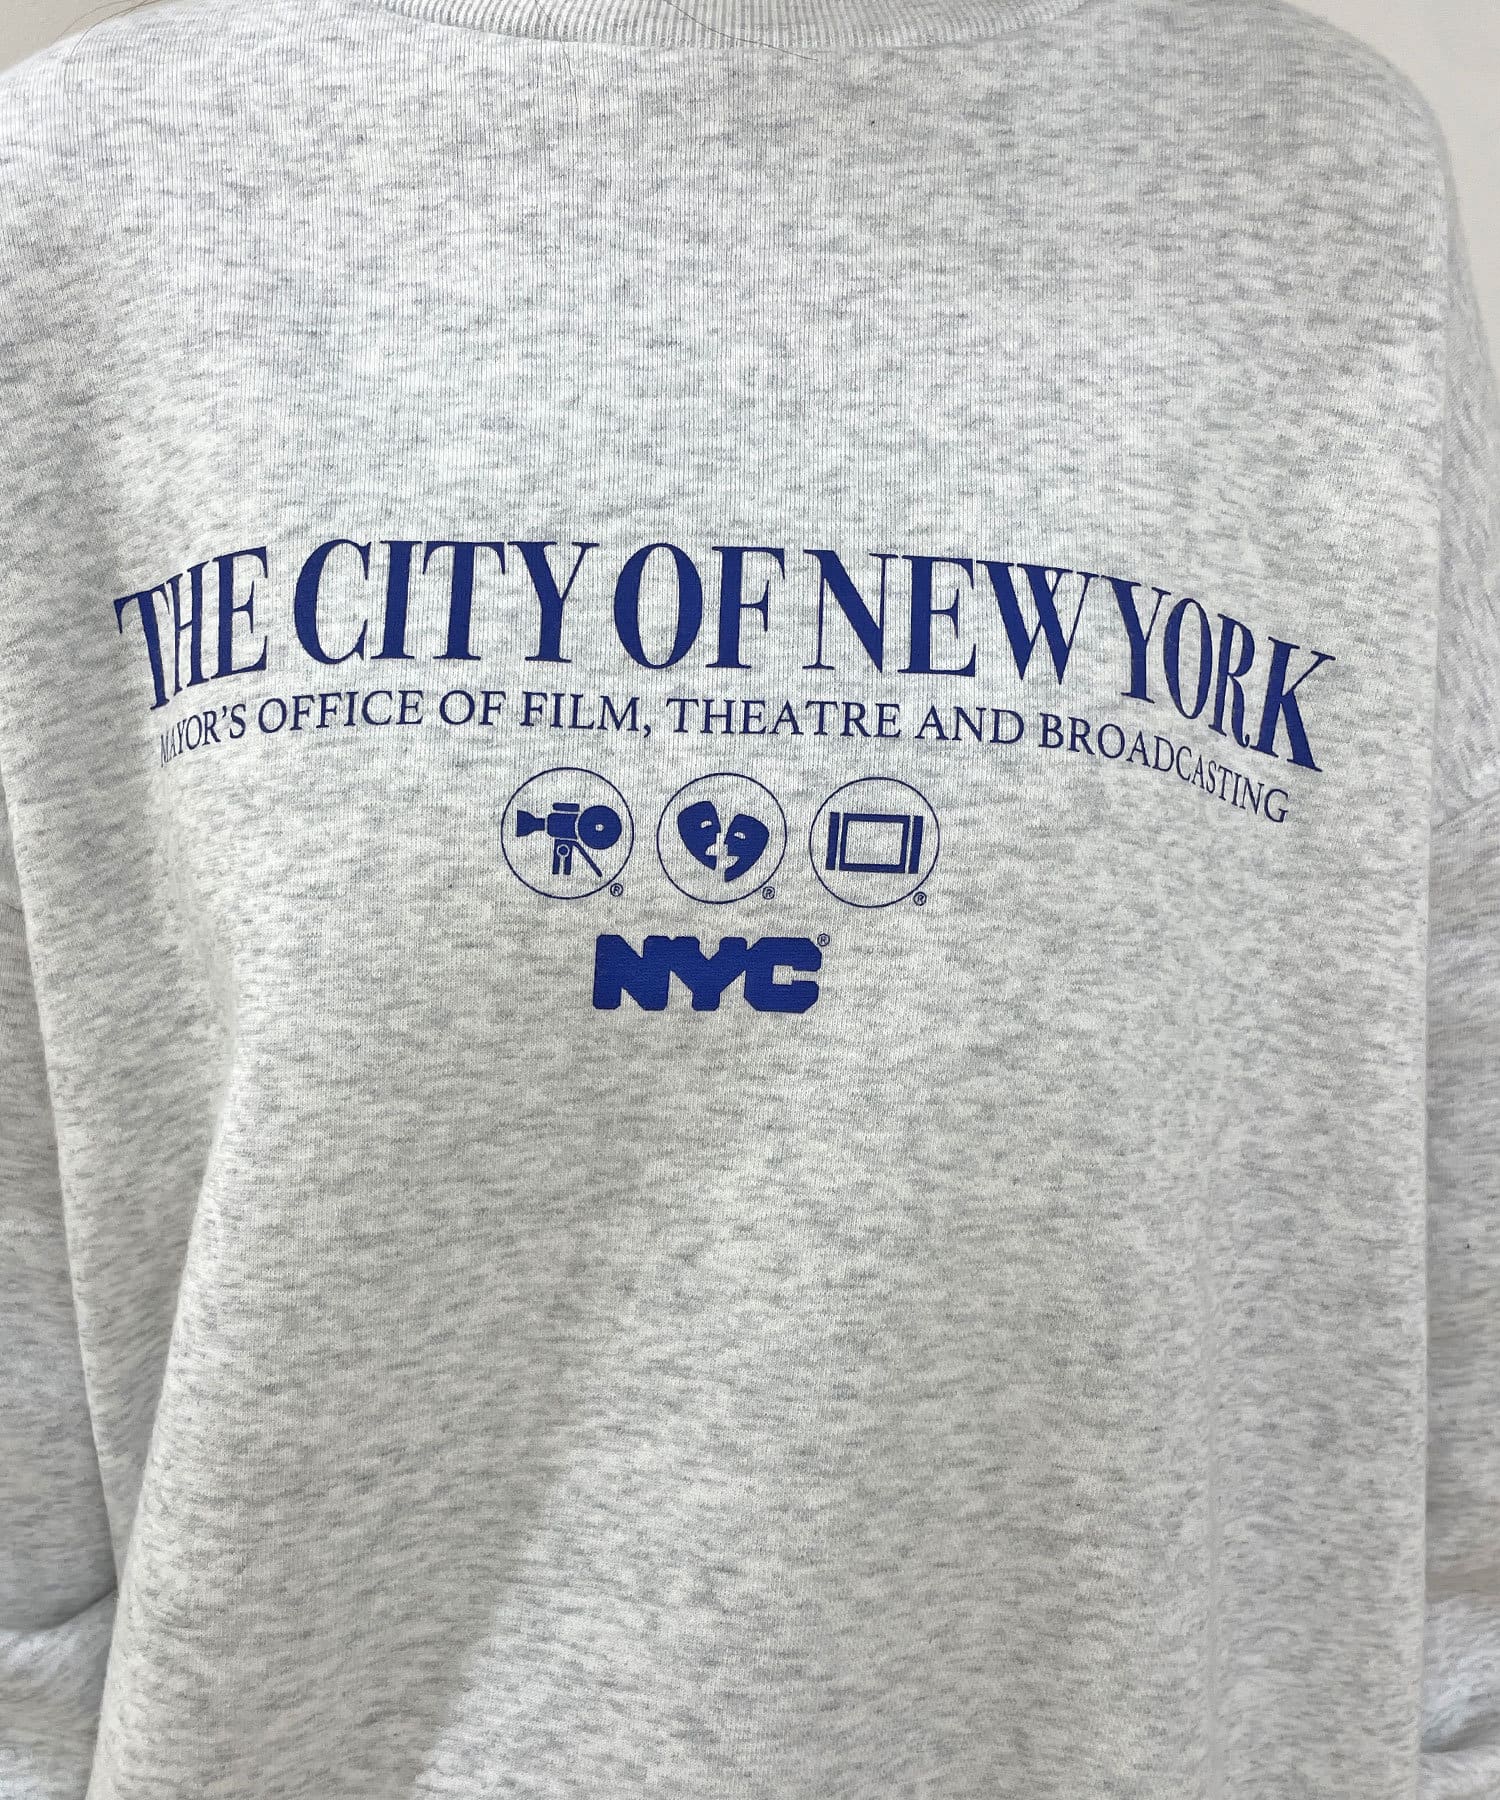 THE CITY OF NEW YORK
MAYOR'S OFFICE OF FILM, THEATRE AND BROADCASTING
® ® ®
NYC®